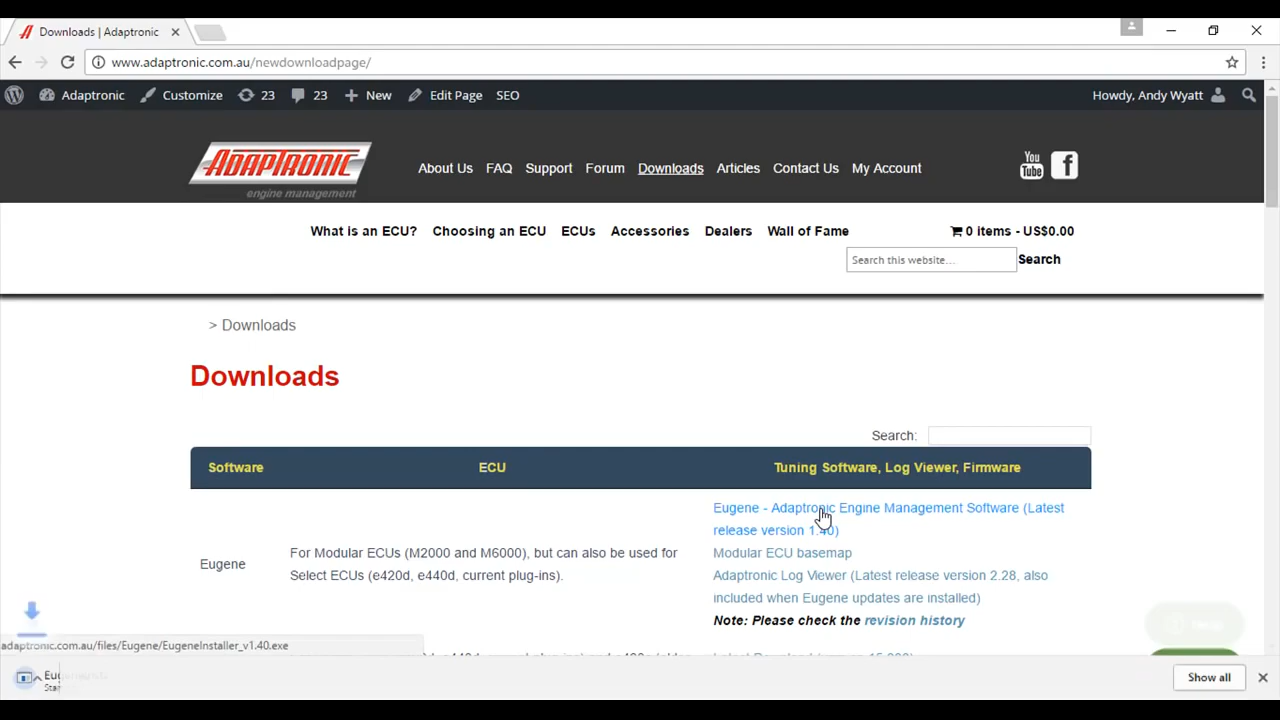 Downloads | Adaptronic
www.adaptronic.com.au/newdownloadpage/
Adaptronic Customize 23 23 New Edit Page SEO Howdy, Andy Wyatt
ADAPTRONIC
engine management
About Us FAQ Support Forum Downloads Articles Contact Us My Account
You
Tube
f
What is an ECU? Choosing an ECU ECUs Accessories Dealers Wall of Fame 0 items - US$0.00
Search this website... Search
> Downloads
Downloads
Search:
Software ECU Tuning Software, Log Viewer, Firmware
Eugene - Adaptronic Engine Management Software (Latest
release version 1.40)
Eugene
For Modular ECUs (M2000 and M6000), but can also be used for
Select ECUs (e420d, e440d, current plug-ins).
Modular ECU basemap
Adaptronic Log Viewer (Latest release version 2.28, also
included when Eugene updates are installed)
Note: Please check the revision history
adaptronic.com.au/files/Eugene/EugeneInstaller_v1.40.exe
Show all